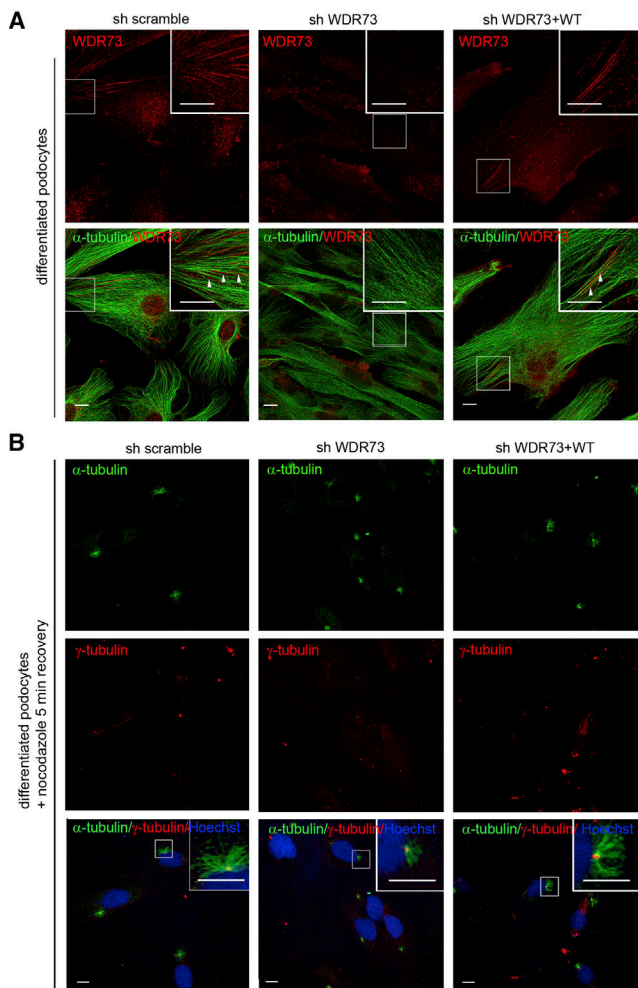 A
sh scramble
sh WDR73
sh WDR73+WT
differentiated podocytes
WDR73
WDR73
WDR73
α-tubulin/WDR73
α-tubulin/WDR73
α-tubulin/WDR73
B
sh scramble
sh WDR73
sh WDR73+WT
differentiated podocytes
+ nocodazole 5 min recovery
α-tubulin
α-tubulin
α-tubulin
γ-tubulin
γ-tubulin
γ-tubulin
α-tubulin/γ-tubulin/Hoechst
α-tubulin/γ-tubulin/Hoechst
α-tubulin/γ-tubulin/Hoechst